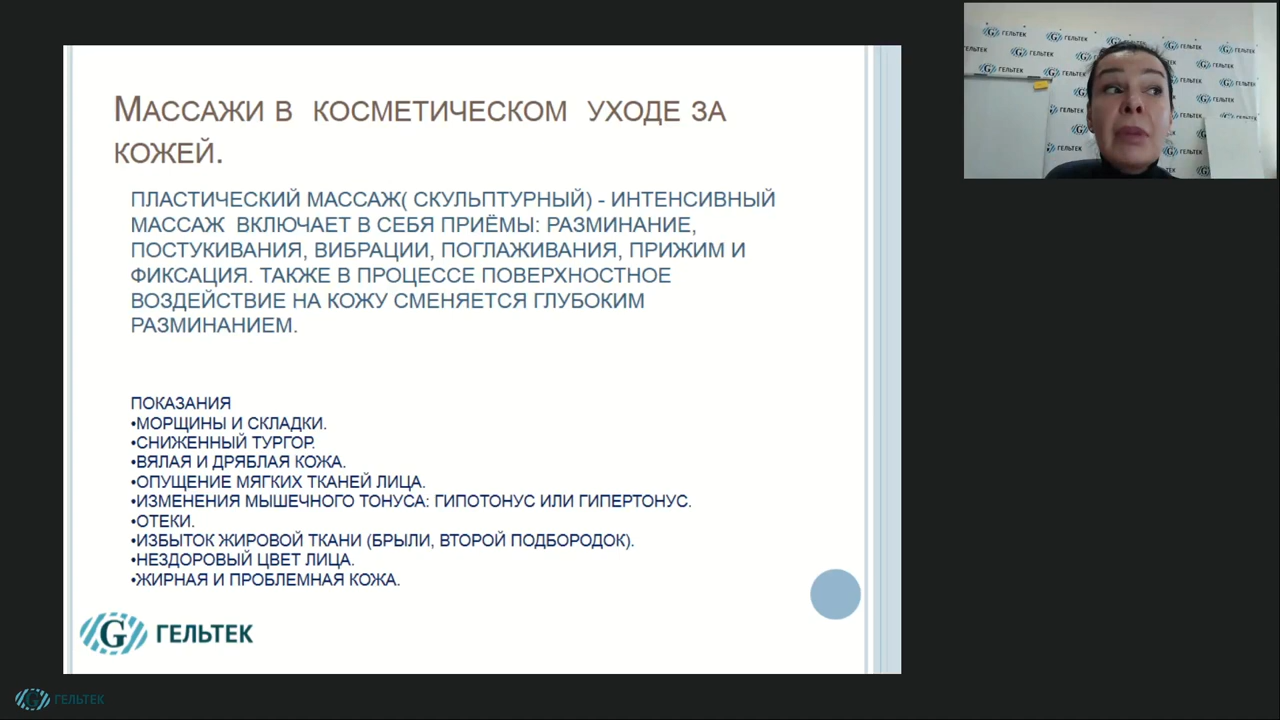 МАССАЖИ В КОСМЕТИЧЕСКОМ УХОДЕ ЗА
КОЖЕЙ.
ПЛАСТИЧЕСКИЙ МАССАЖ( СКУЛЬПТУРНЫЙ) - ИНТЕНСИВНЫЙ
МАССАЖ ВКЛЮЧАЕТ В СЕБЯ ПРИЁМЫ: РАЗМИНАНИЕ,
ПОСТУКИВАНИЯ, ВИБРАЦИИ, ПОГЛАЖИВАНИЯ, ПРИЖИМ И
ФИКСАЦИЯ. ТАКЖЕ В ПРОЦЕССЕ ПОВЕРХНОСТНОЕ
ВОЗДЕЙСТВИЕ НА КОЖУ СМЕНЯЕТСЯ ГЛУБОКИМ
РАЗМИНАНИЕМ.
ПОКАЗАНИЯ
•МОРЩИНЫ И СКЛАДКИ.
•СНИЖЕННЫЙ ТУРГОР.
•ВЯЛАЯ И ДРЯБЛАЯ КОЖА.
•ОПУЩЕНИЕ МЯГКИХ ТКАНЕЙ ЛИЦА.
•ИЗМЕНЕНИЯ МЫШЕЧНОГО ТОНУСА: ГИПОТОНУС ИЛИ ГИПЕРТОНУС.
•ОТЕКИ.
•ИЗБЫТОК ЖИРОВОЙ ТКАНИ (БРЫЛИ, ВТОРОЙ ПОДБОРОДОК).
•НЕЗДОРОВЫЙ ЦВЕТ ЛИЦА.
•ЖИРНАЯ И ПРОБЛЕМНАЯ КОЖА.
G ГЕЛЬТЕК
G ГЕЛЬТЕК